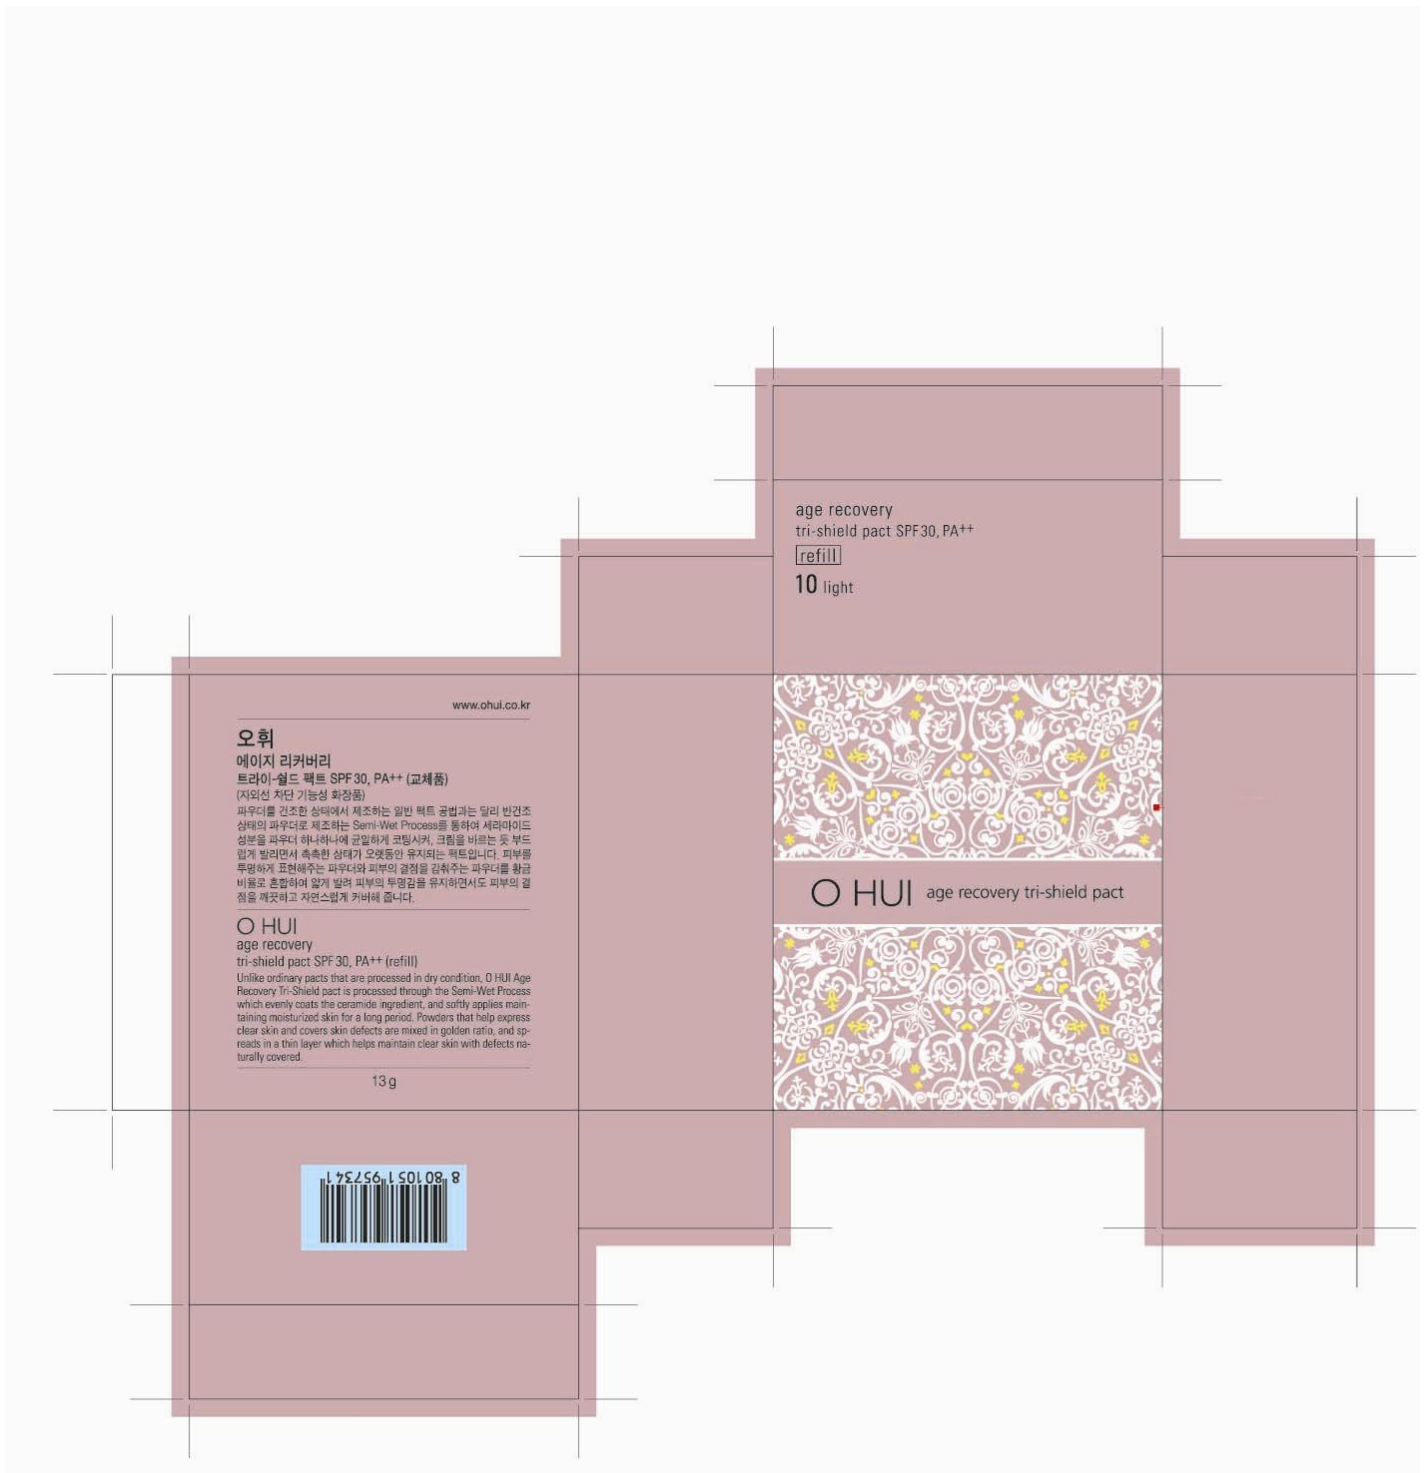 age recovery
tri-shield pact SPF30, PA++
refill
10 light
www.ohui.co.kr
오휘
에이지 리커버리
트라이-쉴드 팩트 SPF30, PA++ (교체품)
(자외선 차단 기능성 화장품)
파우더를 건조한 상태에서 제조하는 일반 팩트 공법과는 달리 반건조
상태의 파우더로 제조하는 Semi-Wet Process를 통하여 세라마이드
성분을 파우더 하나하나에 균일하게 코팅시켜, 크림을 바르는 듯 부드
럽게 발리면서 촉촉한 상태가 오랫동안 유지되는 팩트입니다. 피부를
투명하게 표현해주는 파우더와 피부의 결점을 감춰주는 파우더를 황금
비율로 혼합하여 얇게 발려 피부의 투명감을 유지하면서도 피부의 결
점을 깨끗하고 자연스럽게 커버해 줍니다.
O HUI
age recovery
tri-shield pact SPF30, PA++ (refill)
Unlike ordinary pacts that are processed in dry condition, O HUI Age
Recovery Tri-Shield pact is processed through the Semi-Wet Process
which evenly coats the ceramide ingredient, and softly applies main-
taining moisturized skin for a long period. Powders that help express
clear skin and covers skin defects are mixed in golden ratio, and sp-
reads in a thin layer which helps maintain clear skin with defects na-
turally covered.
13 g
O HUI age recovery tri-shield pact
8 801051 957341